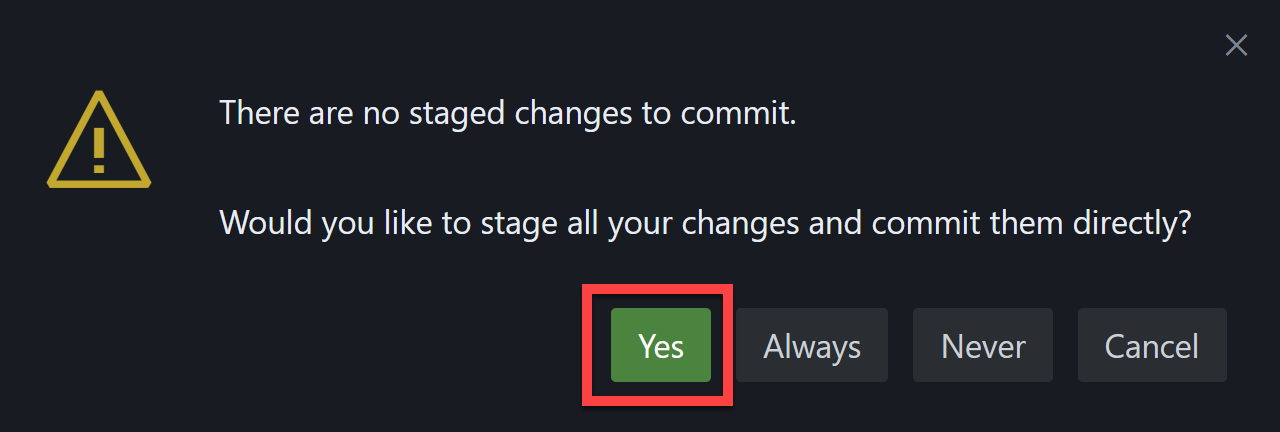 There are no staged changes to commit.
Would you like to stage all your changes and commit them directly?
Yes Always Never Cancel